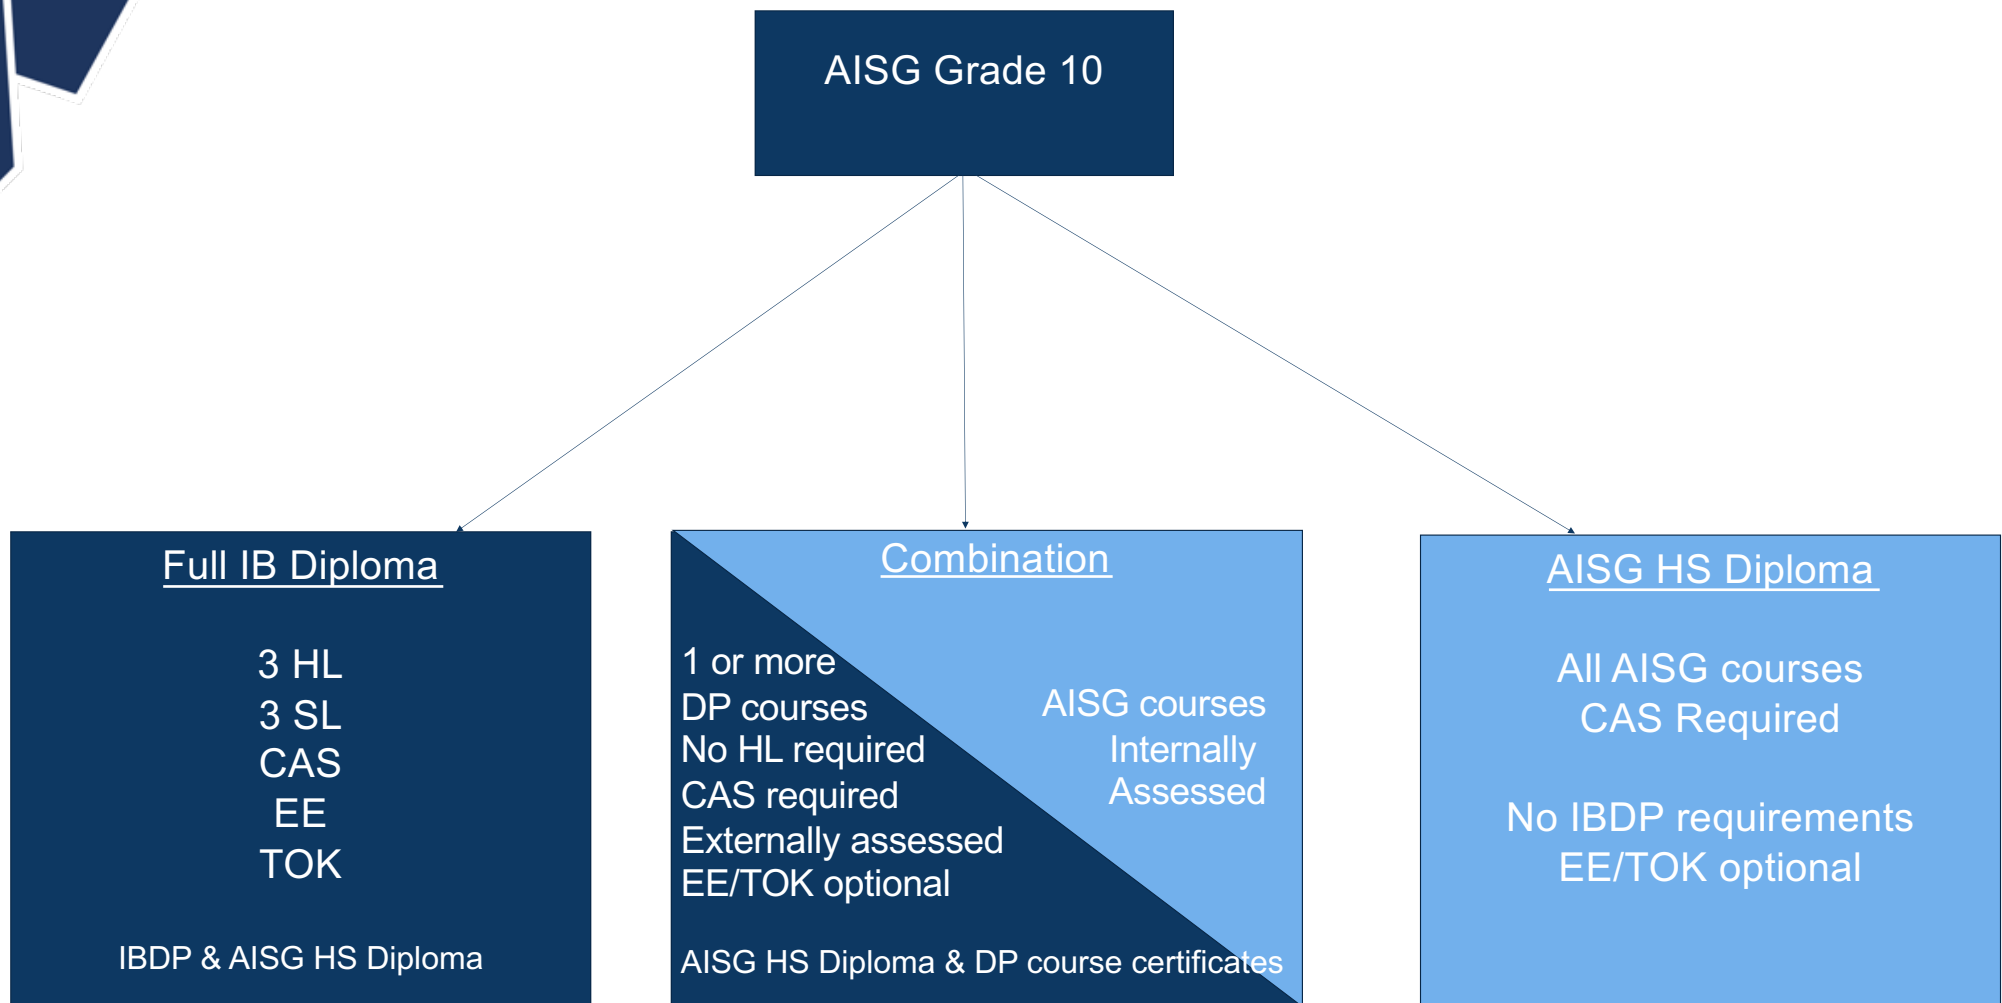 AISG Grade 10
Full IB Diploma
3 HL
3 SL
CAS
EE
TOK
IBDP & AISG HS Diploma
Combination
1 or more
DP courses
No HL required
CAS required
Externally assessed
EE/TOK optional
AISG courses
Internally
Assessed
AISG HS Diploma & DP course certificates
AISG HS Diploma
All AISG courses
CAS Required
No IBDP requirements
EE/TOK optional